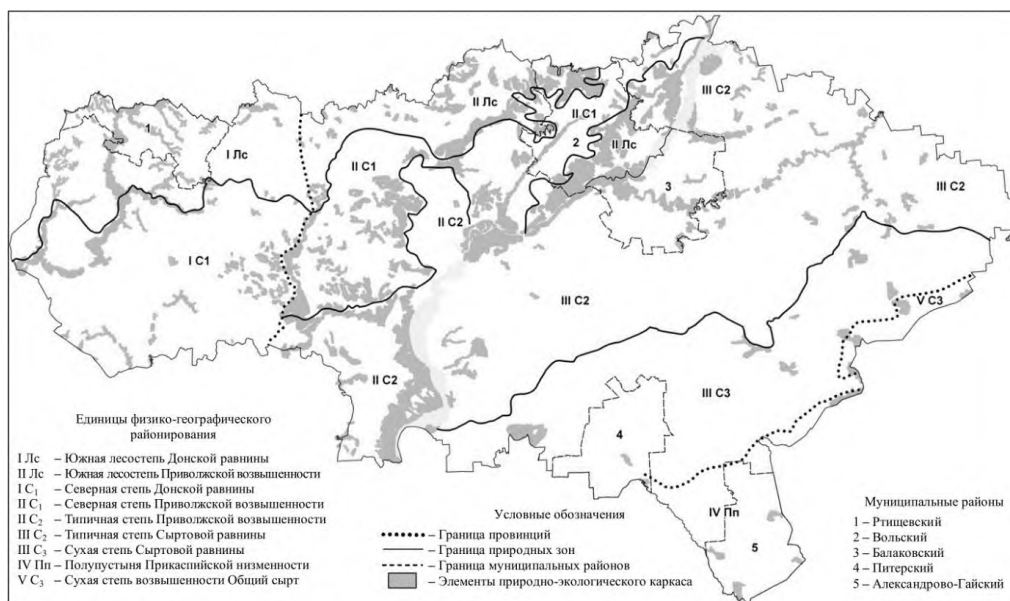 1
I Лс
II Лс
II С1
III С2
II С1
2
II Лс
3
III С2
II С2
I С1
III С2
V С3
II С2
III С3
4
IV Пп
5
Единицы физико-географического
районирования
I Лс – Южная лесостепь Донской равнины
II Лс – Южная лесостепь Приволжской возвышенности
I С₁ – Северная степь Донской равнины
II С₁ – Северная степь Приволжской возвышенности
II С₂ – Типичная степь Приволжской возвышенности
III С₂ – Типичная степь Сыртовой равнины
III С₃ – Сухая степь Сыртовой равнины
IV Пп – Полупустыня Прикаспийской низменности
V С₃ – Сухая степь возвышенности Общий сырт
Условные обозначения
– Граница провинций
– Граница природных зон
– Граница муниципальных районов
– Элементы природно-экологического каркаса
Муниципальные районы
1 – Ртищевский
2 – Вольский
3 – Балаковский
4 – Питерский
5 – Александрово-Гайский